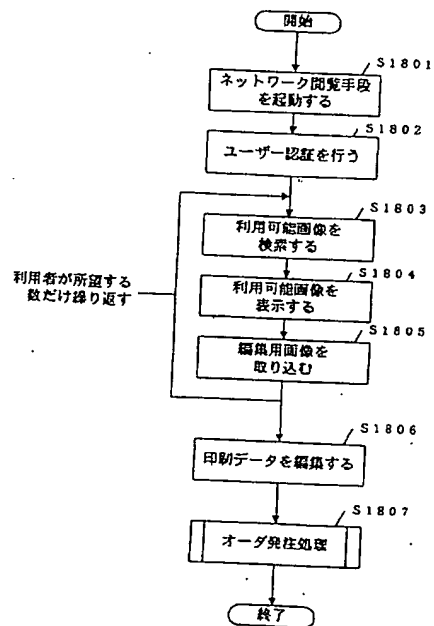 開始
S1801
ネットワーク閲覧手段
を起動する
S1802
ユーザー認証を行う
S1803
利用可能画像を
検索する
利用者が所望する
数だけ繰り返す
S1804
利用可能画像を
表示する
S1805
編集用画像を
取り込む
S1806
印刷データを編集する
S1807
オーダ発注処理
終了